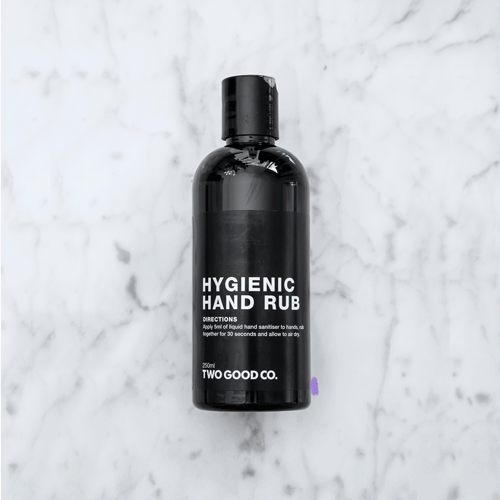 HYGIENIC
HAND RUB
DIRECTIONS
Apply 5ml of liquid hand sanitiser to hands, rub
together for 30 seconds and allow to air dry.
250ml
TWO GOOD CO.